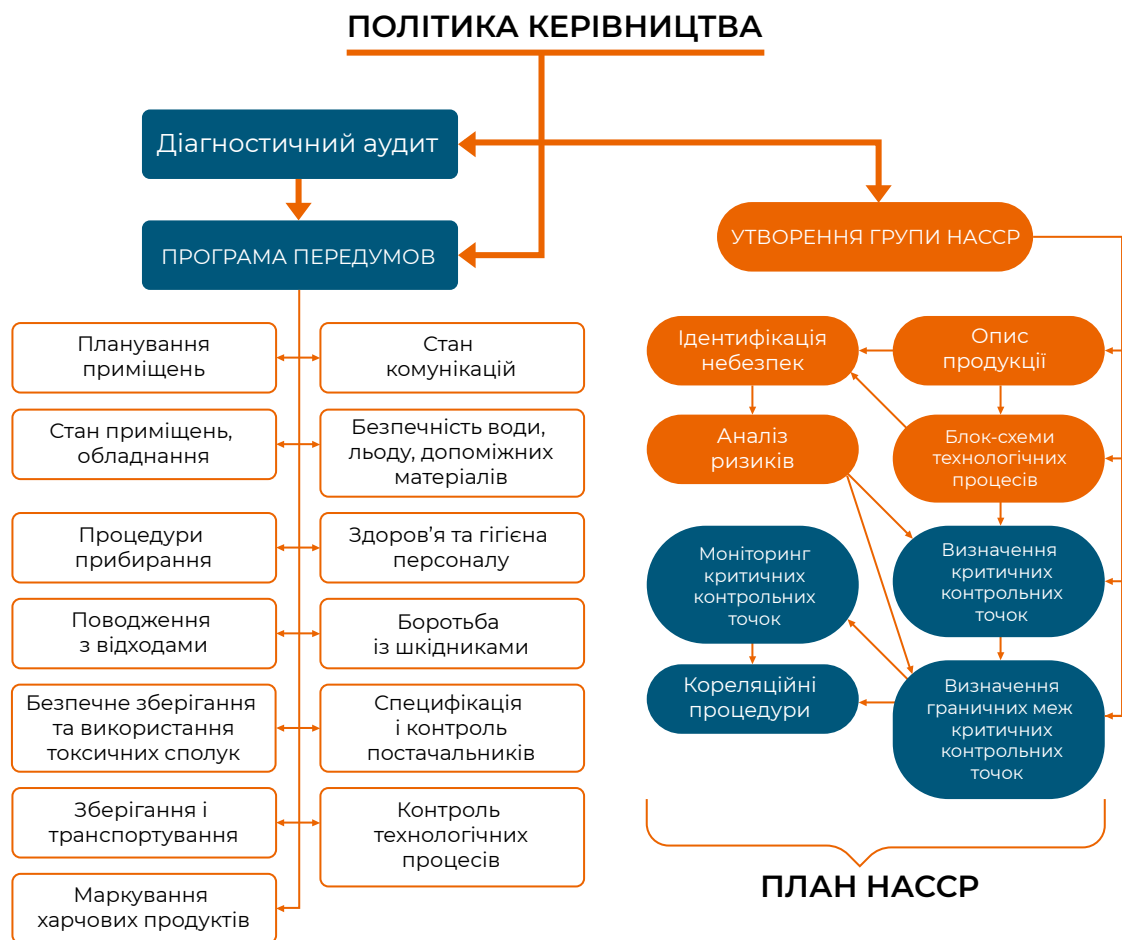 ПОЛІТИКА КЕРІВНИЦТВА
Діагностичний аудит
ПРОГРАМА ПЕРЕДУМОВ
Планування
приміщень
Стан
комунікацій
Стан приміщень,
обладнання
Безпечність води,
льоду, допоміжних
матеріалів
Процедури
прибирання
Здоров’я та гігієна
персоналу
Поводження
з відходами
Боротьба
із шкідниками
Безпечне зберігання
та використання
токсичних сполук
Специфікація
і контроль
постачальників
Зберігання і
транспортування
Контроль
технологічних
процесів
Маркування
харчових продуктів
УТВОРЕННЯ ГРУПИ НАССР
Ідентифікація
небезпек
Опис
продукції
Аналіз
ризиків
Блок-схеми
технологічних
процесів
Моніторинг
критичних
контрольних
точок
Визначення
критичних
контрольних
точок
Кореляційні
процедури
Визначення
граничних меж
критичних
контрольних
точок
ПЛАН НАССР